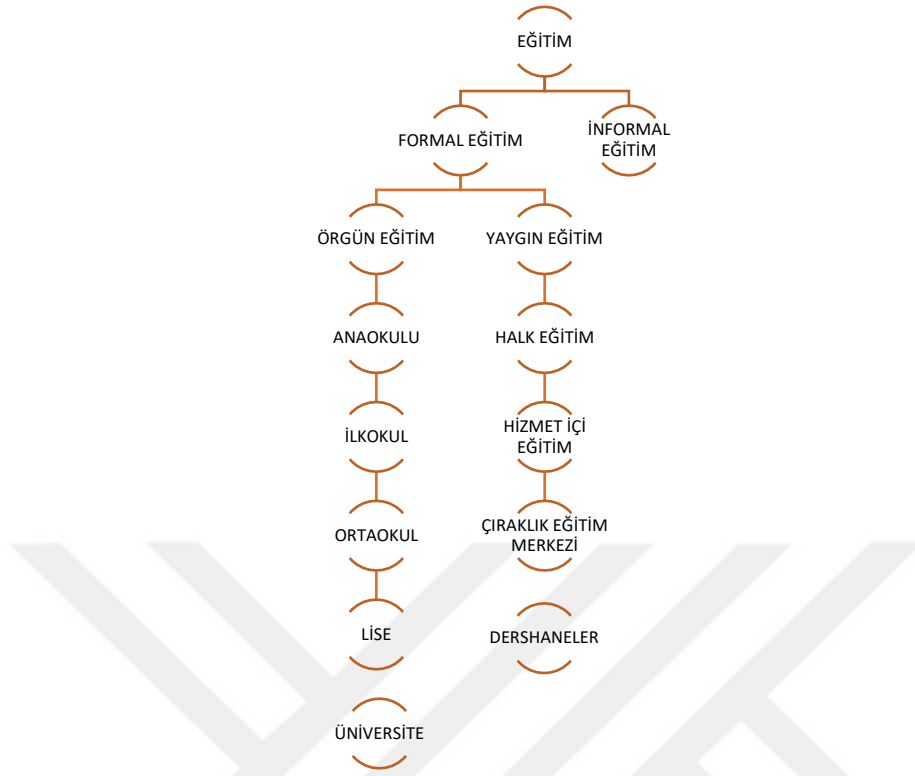 EĞİTİM
FORMAL EĞİTİM
İNFORMAL
EĞİTİM
ÖRGÜN EĞİTİM
YAYGIN EĞİTİM
ANAOKULU
HALK EĞİTİM
İLKOKUL
HİZMET İÇİ
EĞİTİM
ORTAOKUL
ÇIRAKLIK EĞİTİM
MERKEZİ
LİSE
DERSHANELER
ÜNİVERSİTE